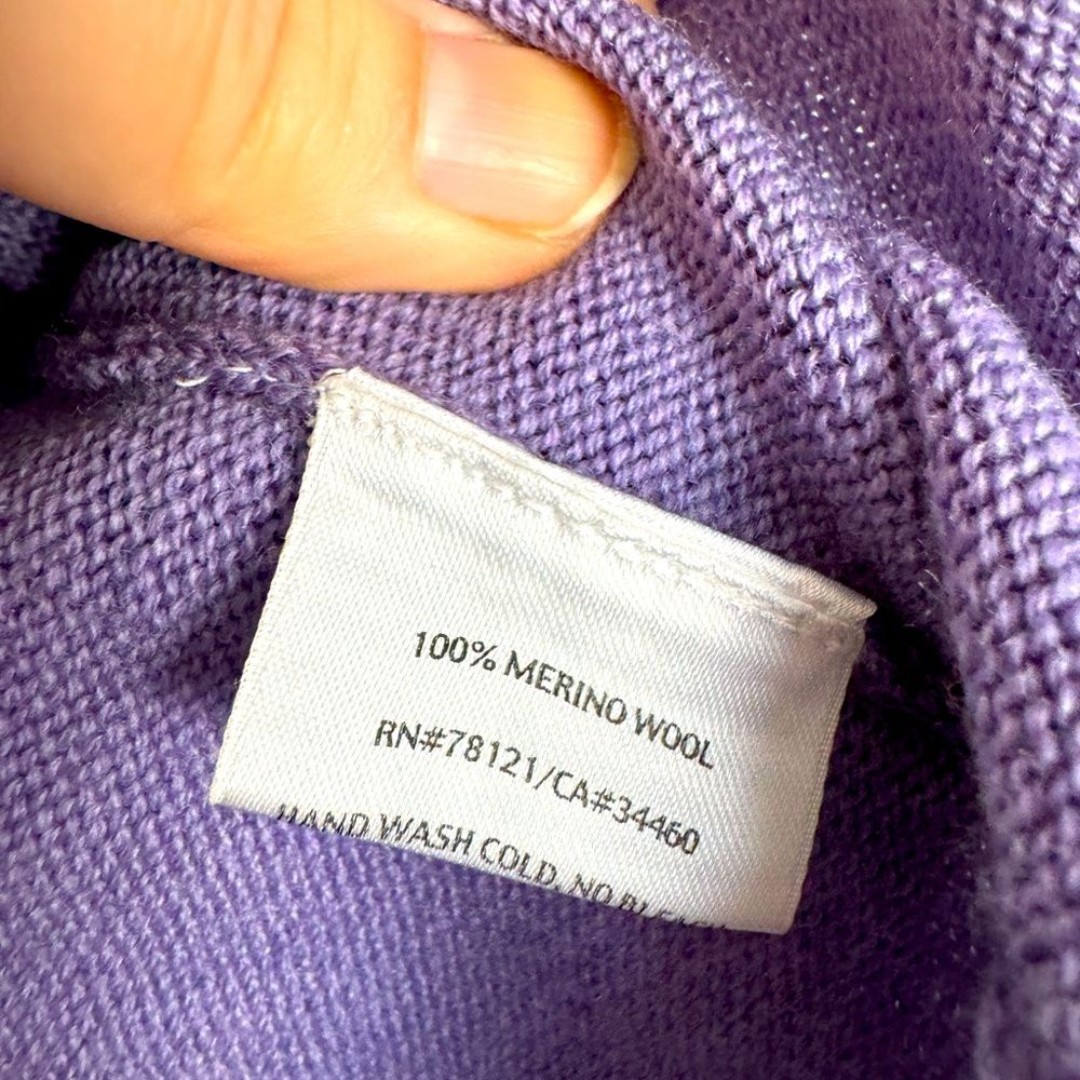 100% MERINO WOOL
RN#78121/CA#34460
HAND WASH COLD, NO